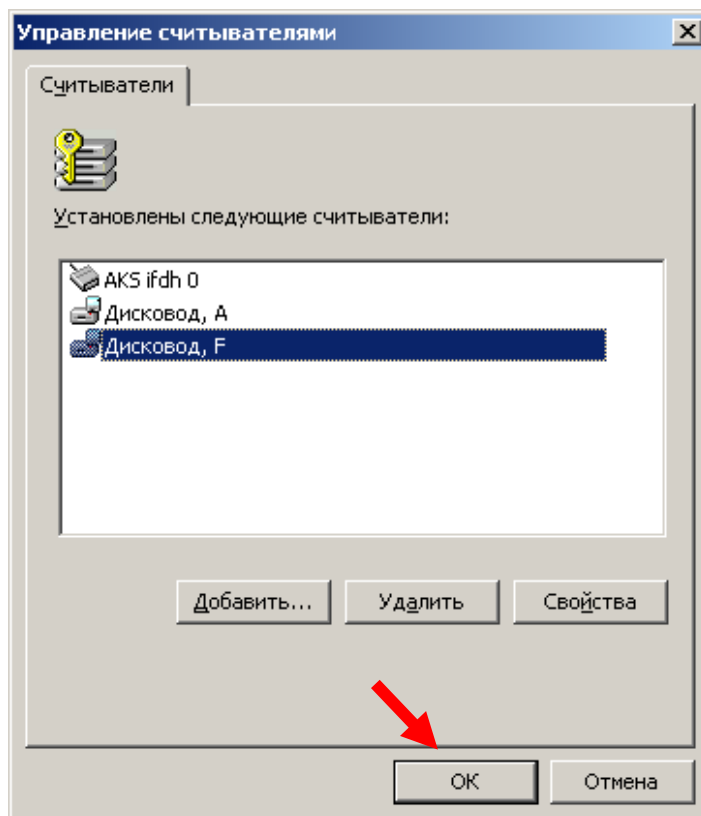 Управление считывателями
Считыватели
Установлены следующие считыватели:
AKS ifdh 0
Дисковод, A
Дисковод, F
Добавить... Удалить Свойства
OK Отмена